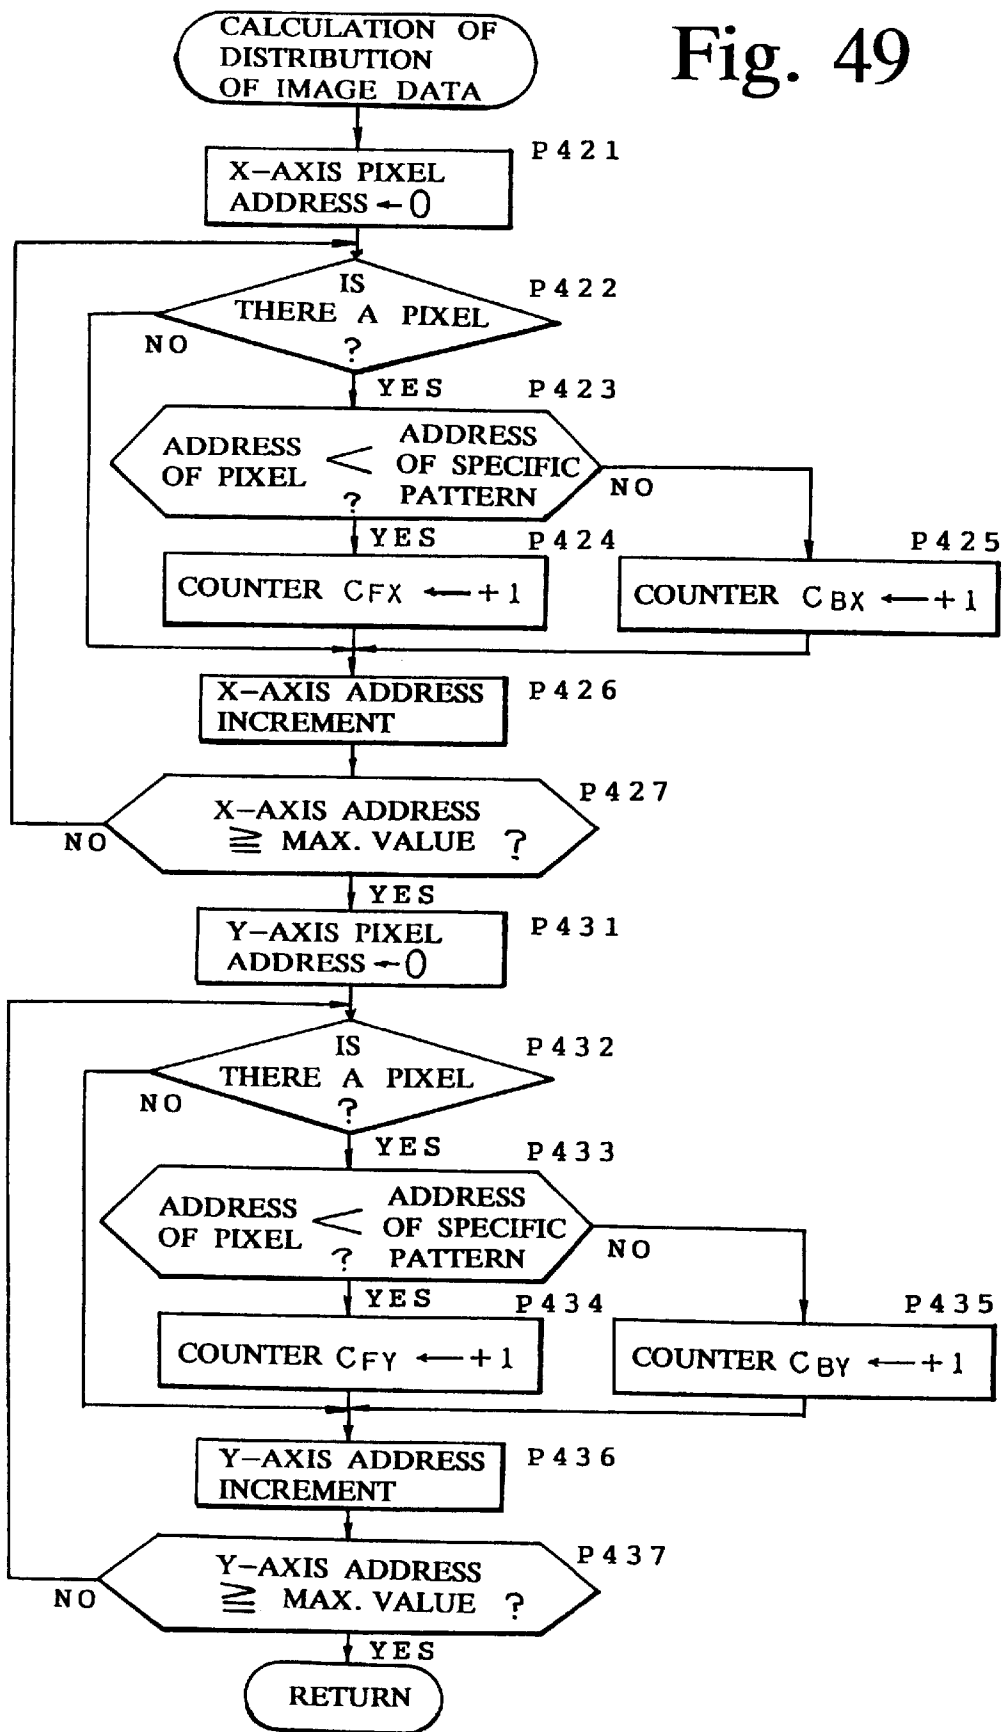 Fig. 49
CALCULATION OF
DISTRIBUTION
OF IMAGE DATA
P421
X-AXIS PIXEL
ADDRESS ← 0
P422
IS
THERE A PIXEL
?
NO
YES
P423
ADDRESS
OF PIXEL
<
ADDRESS
OF SPECIFIC
PATTERN
?
NO
YES
P424
COUNTER CFX ← +1
P425
COUNTER CBX ← +1
P426
X-AXIS ADDRESS
INCREMENT
P427
X-AXIS ADDRESS
≧ MAX. VALUE ?
NO
YES
P431
Y-AXIS PIXEL
ADDRESS ← 0
P432
IS
THERE A PIXEL
?
NO
YES
P433
ADDRESS
OF PIXEL
<
ADDRESS
OF SPECIFIC
PATTERN
?
NO
YES
P434
COUNTER CFY ← +1
P435
COUNTER CBY ← +1
P436
Y-AXIS ADDRESS
INCREMENT
P437
Y-AXIS ADDRESS
≧ MAX. VALUE ?
NO
YES
RETURN